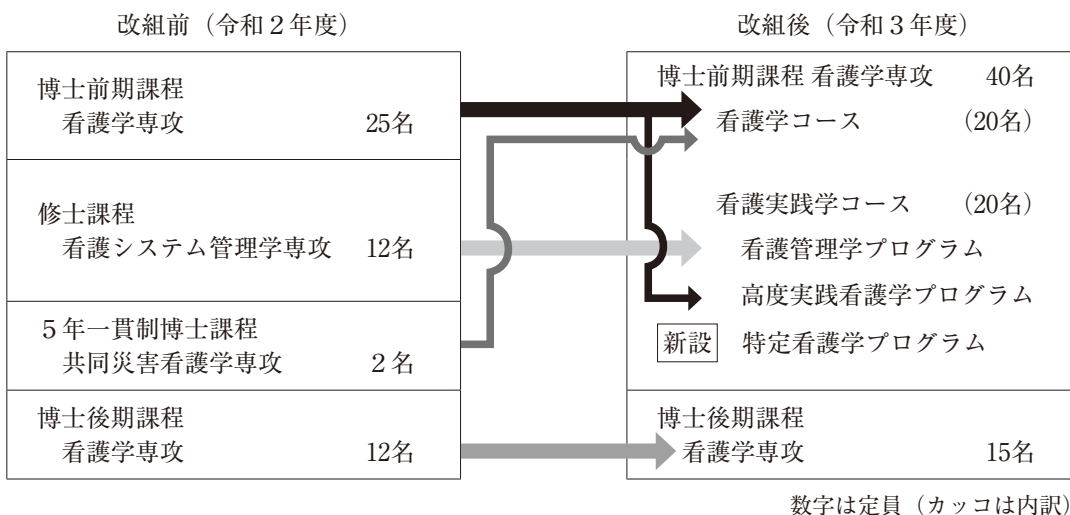 改組前（令和２年度）
博士前期課程
看護学専攻 25名
修士課程
看護システム管理学専攻 12名
５年一貫制博士課程
共同災害看護学専攻 ２名
博士後期課程
看護学専攻 12名
改組後（令和３年度）
博士前期課程 看護学専攻 40名
看護学コース （20名）
看護実践学コース （20名）
看護管理学プログラム
高度実践看護学プログラム
新設 特定看護学プログラム
博士後期課程
看護学専攻 15名
数字は定員（カッコは内訳）